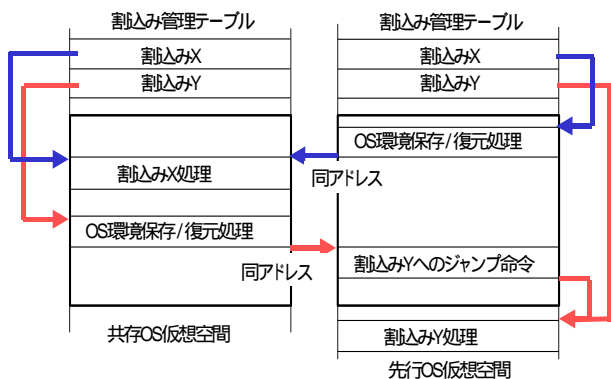 割込み管理テーブル
割込みX
割込みY
割込みX処理
OS環境保存/復元処理
共存OS仮想空間
割込み管理テーブル
割込みX
割込みY
OS環境保存/復元処理
同アドレス
同アドレス
割込みYへのジャンプ命令
割込みY処理
先行OS仮想空間